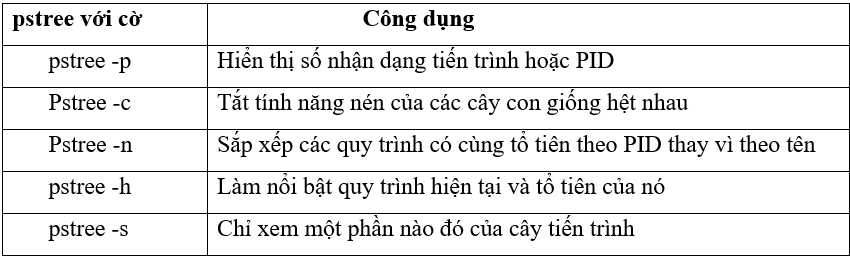 pstree với cờ Công dụng
pstree -p Hiển thị số nhận dạng tiến trình hoặc PID
Pstree -c Tắt tính năng nén của các cây con giống hệt nhau
Pstree -n Sắp xếp các quy trình có cùng tổ tiên theo PID thay vì theo tên
pstree -h Làm nổi bật quy trình hiện tại và tổ tiên của nó
pstree -s Chỉ xem một phần nào đó của cây tiến trình